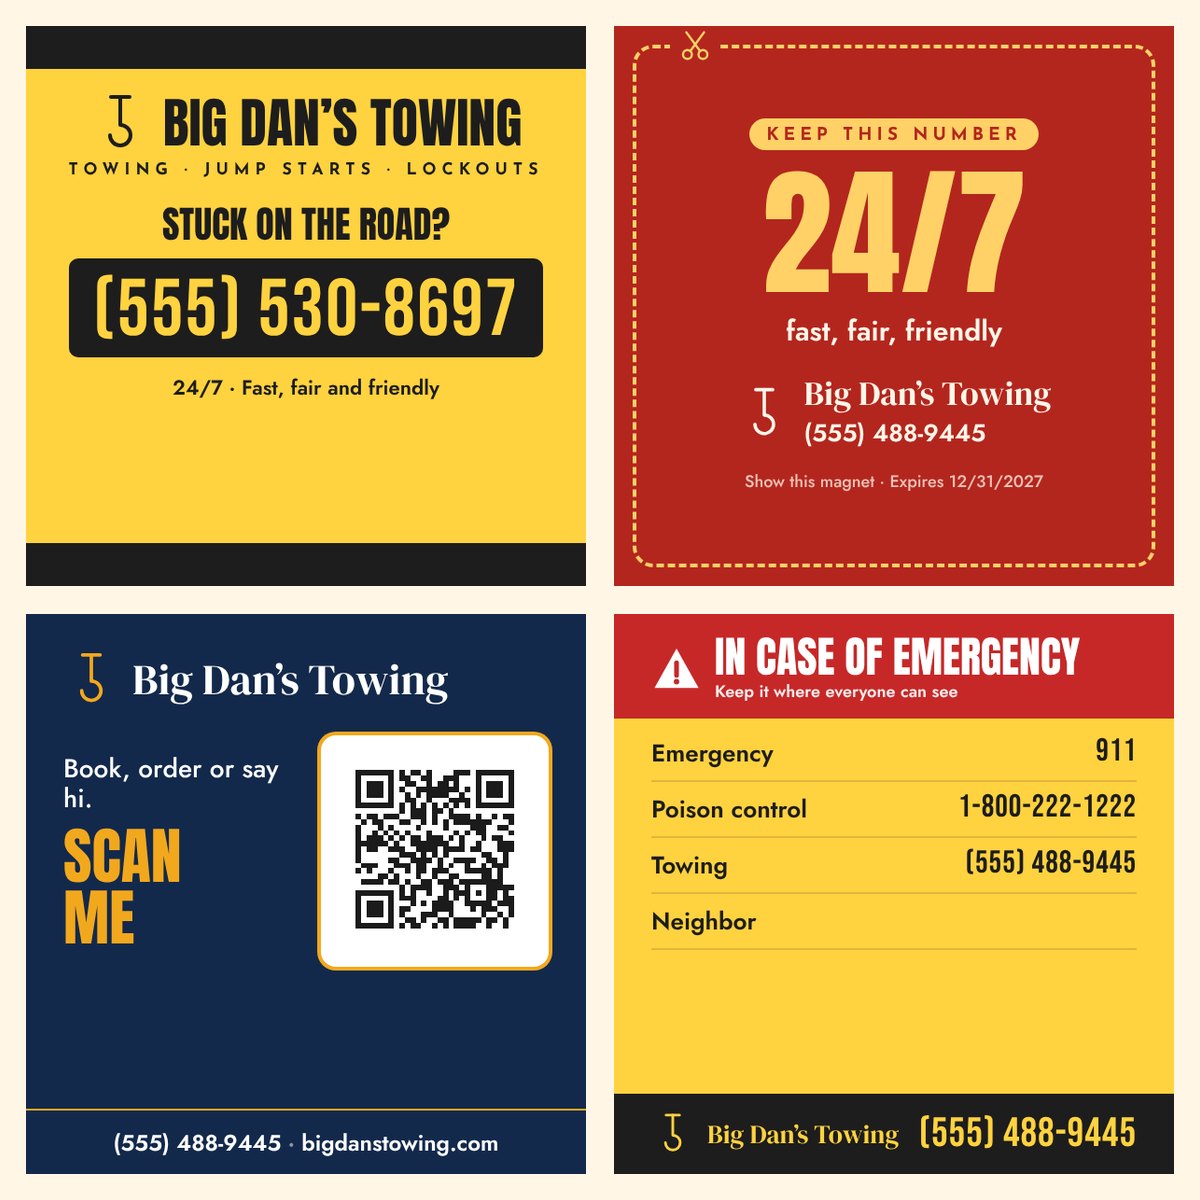 BIG DAN’S TOWING
TOWING · JUMP STARTS · LOCKOUTS
STUCK ON THE ROAD?
(555) 530-8697
24/7 · Fast, fair and friendly
KEEP THIS NUMBER
24/7
fast, fair, friendly
Big Dan’s Towing
(555) 488-9445
Show this magnet · Expires 12/31/2027
Big Dan’s Towing
Book, order or say
hi.
SCAN
ME
(555) 488-9445 · bigdanstowing.com
IN CASE OF EMERGENCY
Keep it where everyone can see
Emergency 911
Poison control 1-800-222-1222
Towing (555) 488-9445
Neighbor
Big Dan’s Towing (555) 488-9445